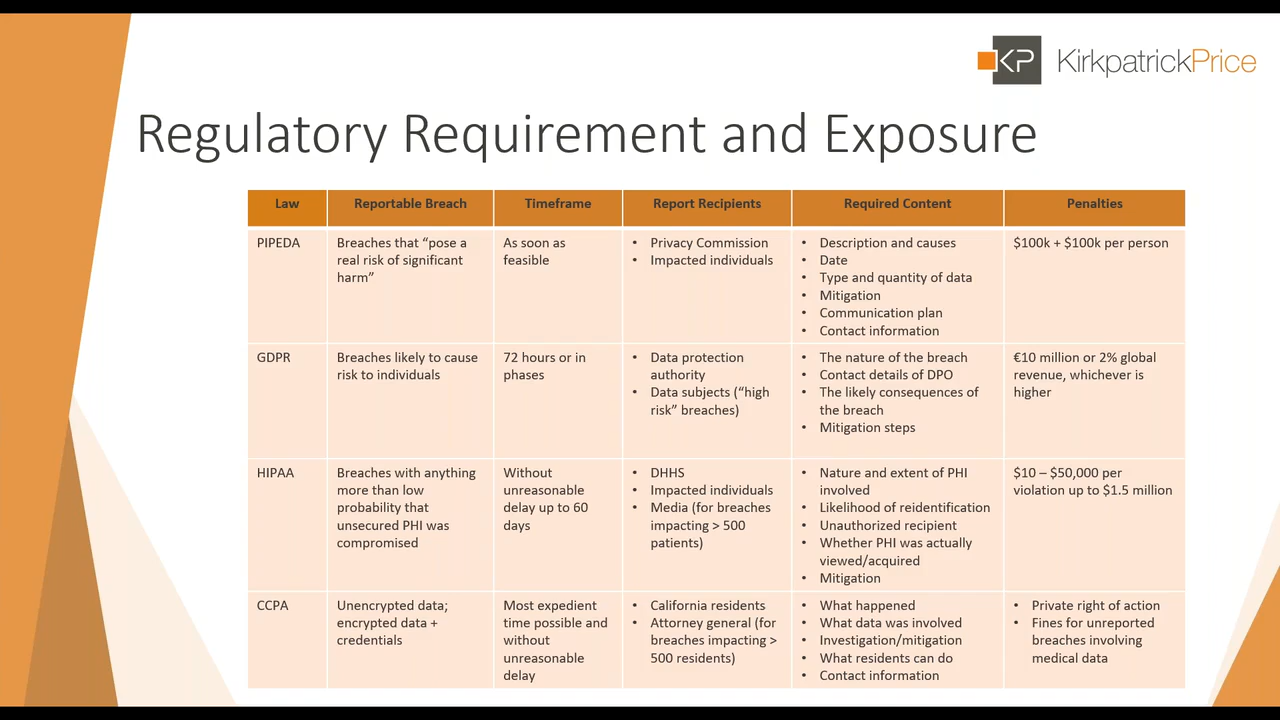 KP KirkpatrickPrice
Regulatory Requirement and Exposure
Law
Reportable Breach
Timeframe
Report Recipients
Required Content
Penalties
PIPEDA
Breaches that “pose a
real risk of significant
harm”
As soon as
feasible
• Privacy Commission
• Impacted individuals
• Description and causes
• Date
• Type and quantity of data
• Mitigation
• Communication plan
• Contact information
$100k + $100k per person
GDPR
Breaches likely to cause
risk to individuals
72 hours or in
phases
• Data protection
authority
• Data subjects (“high
risk” breaches)
• The nature of the breach
• Contact details of DPO
• The likely consequences of
the breach
• Mitigation steps
€10 million or 2% global
revenue, whichever is
higher
HIPAA
Breaches with anything
more than low
probability that
unsecured PHI was
compromised
Without
unreasonable
delay up to 60
days
• DHHS
• Impacted individuals
• Media (for breaches
impacting > 500
patients)
• Nature and extent of PHI
involved
• Likelihood of reidentification
• Unauthorized recipient
• Whether PHI was actually
viewed/acquired
• Mitigation
$10 – $50,000 per
violation up to $1.5 million
CCPA
Unencrypted data;
encrypted data +
credentials
Most expedient
time possible and
without
unreasonable
delay
• California residents
• Attorney general (for
breaches impacting >
500 residents)
• What happened
• What data was involved
• Investigation/mitigation
• What residents can do
• Contact information
• Private right of action
• Fines for unreported
breaches involving
medical data